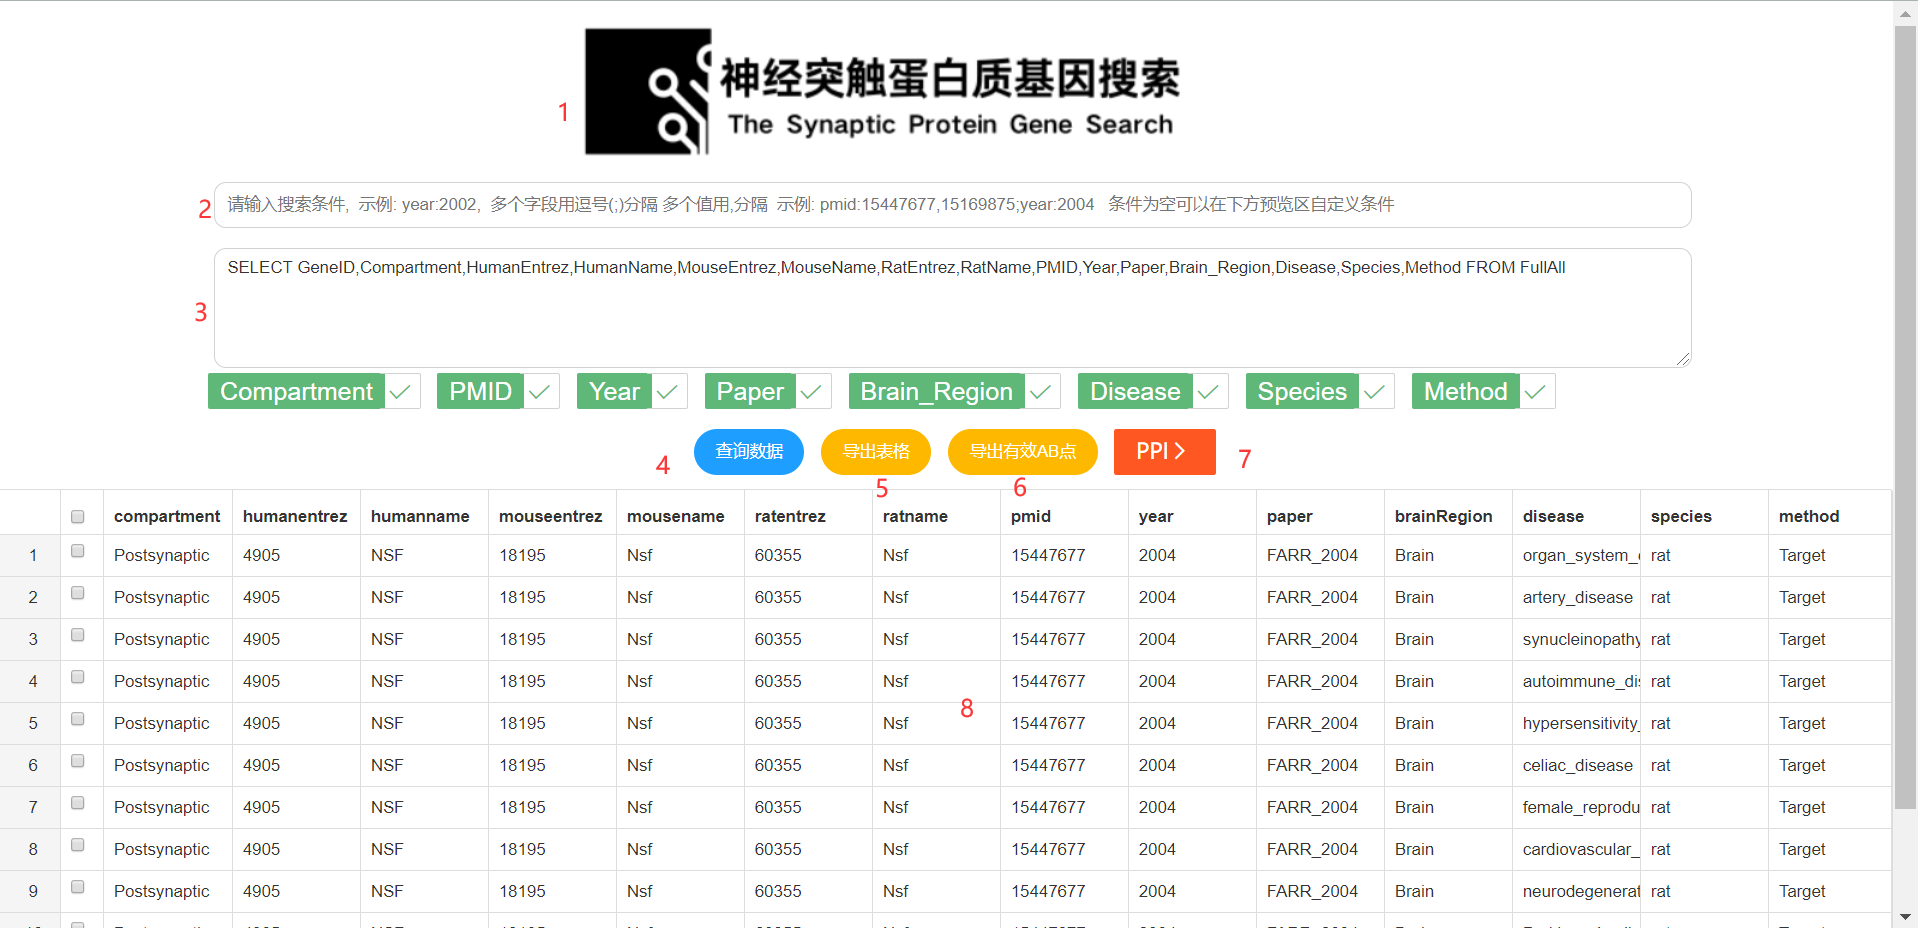 神经突触蛋白质基因搜索
1
The Synaptic Protein Gene Search
2 请输入搜索条件, 示例: year:2002, 多个字段用逗号(;)分隔 多个值用,分隔 示例: pmid:15447677,15169875;year:2004 条件为空可以在下方预览区自定义条件
SELECT GeneID,Compartment,HumanEntrez,HumanName,MouseEntrez,MouseName,RatEntrez,RatName,PMID,Year,Paper,Brain_Region,Disease,Species,Method FROM FullAll
3
Compartment PMID Year Paper Brain_Region Disease Species Method
4 查询数据 导出表格 导出有效AB点 PPI 7
5 6
compartment humanentrez humanname mouseentrez mousename ratentrez ratname pmid year paper brainRegion disease species method
1 Postsynaptic 4905 NSF 18195 Nsf 60355 Nsf 15447677 2004 FARR_2004 Brain organ_system_ rat Target
2 Postsynaptic 4905 NSF 18195 Nsf 60355 Nsf 15447677 2004 FARR_2004 Brain artery_disease rat Target
3 Postsynaptic 4905 NSF 18195 Nsf 60355 Nsf 15447677 2004 FARR_2004 Brain synucleinopathy rat Target
4 Postsynaptic 4905 NSF 18195 Nsf 60355 Nsf 15447677 2004 FARR_2004 Brain autoimmune_dis rat Target
8
5 Postsynaptic 4905 NSF 18195 Nsf 60355 Nsf 15447677 2004 FARR_2004 Brain hypersensitivity_ rat Target
6 Postsynaptic 4905 NSF 18195 Nsf 60355 Nsf 15447677 2004 FARR_2004 Brain celiac_disease rat Target
7 Postsynaptic 4905 NSF 18195 Nsf 60355 Nsf 15447677 2004 FARR_2004 Brain female_reprodu rat Target
8 Postsynaptic 4905 NSF 18195 Nsf 60355 Nsf 15447677 2004 FARR_2004 Brain cardiovascular_ rat Target
9 Postsynaptic 4905 NSF 18195 Nsf 60355 Nsf 15447677 2004 FARR_2004 Brain neurodegenerat rat Target